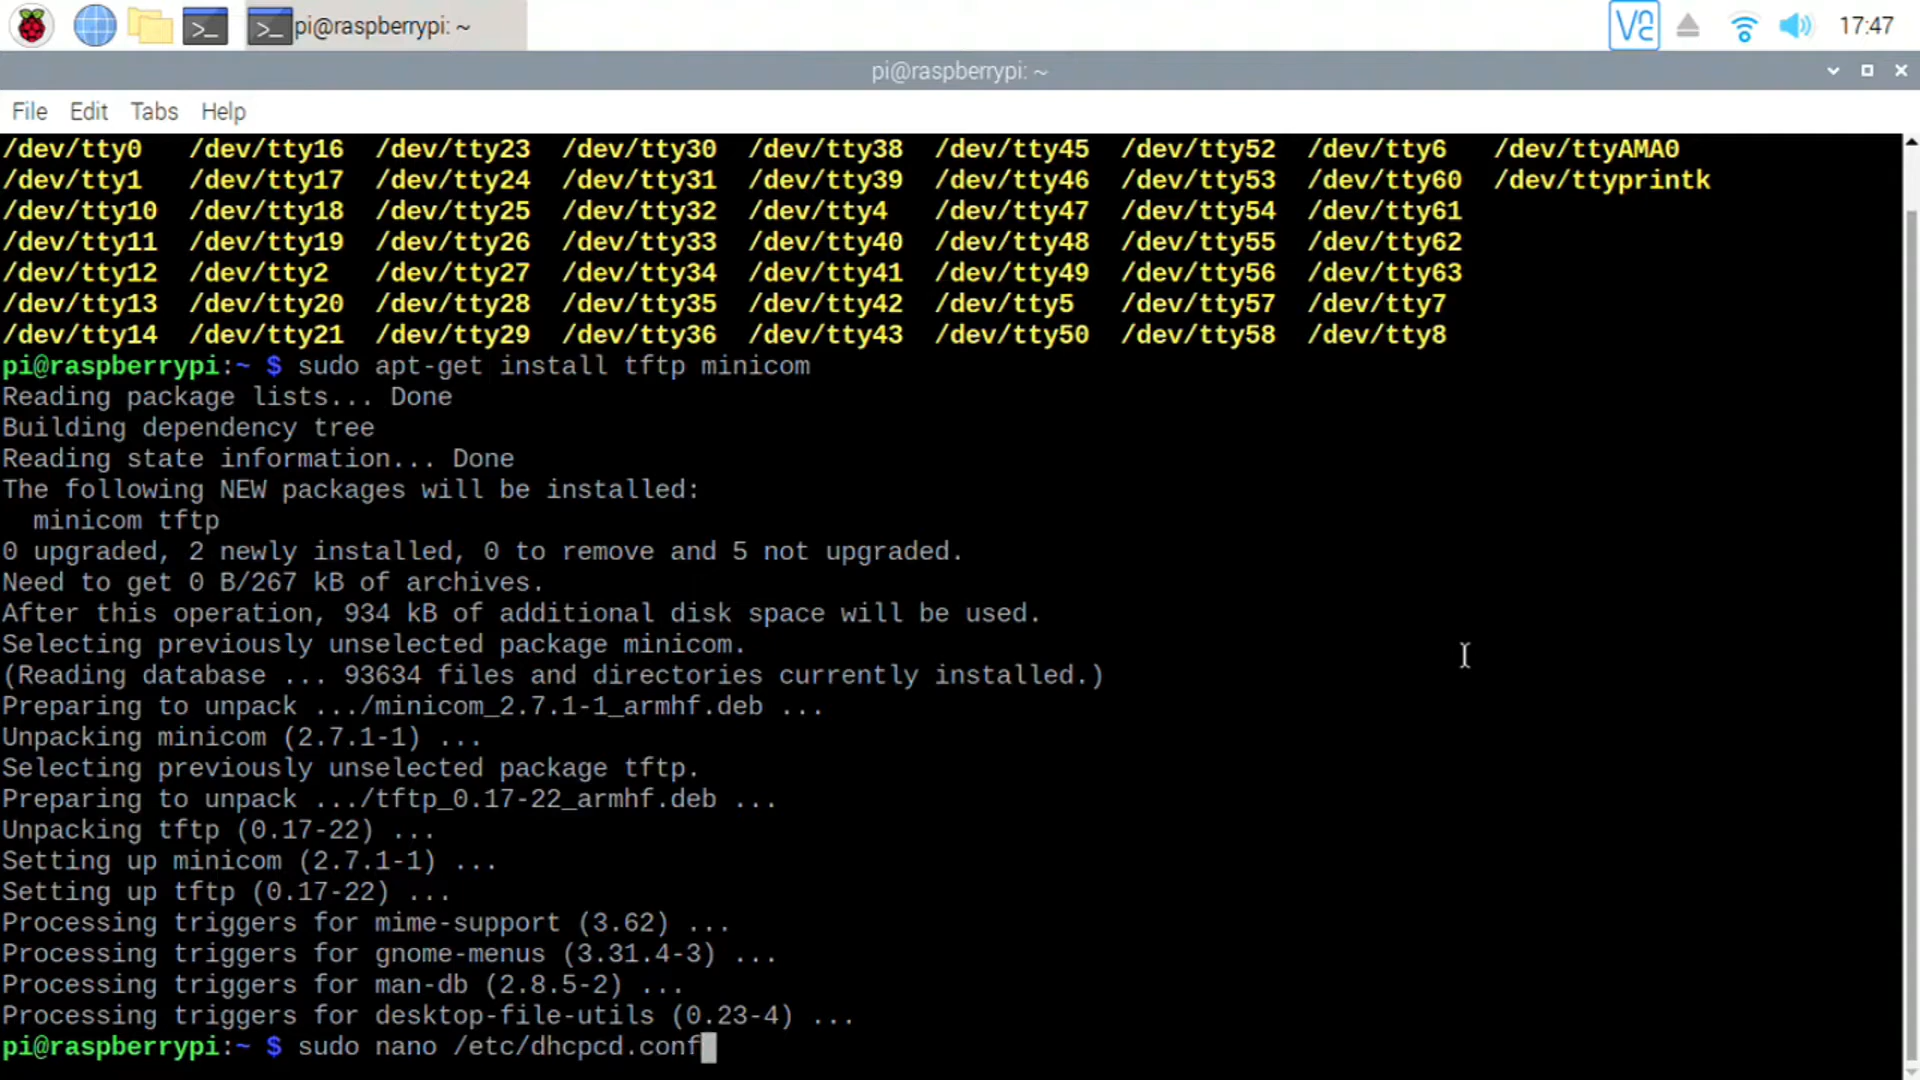 pi@raspberrypi: ~
17:47
pi@raspberrypi: ~
File Edit Tabs Help
/dev/tty0 /dev/tty16 /dev/tty23 /dev/tty30 /dev/tty38 /dev/tty45 /dev/tty52 /dev/tty6 /dev/ttyAMA0
/dev/tty1 /dev/tty17 /dev/tty24 /dev/tty31 /dev/tty39 /dev/tty46 /dev/tty53 /dev/tty60 /dev/ttyprintk
/dev/tty10 /dev/tty18 /dev/tty25 /dev/tty32 /dev/tty4 /dev/tty47 /dev/tty54 /dev/tty61
/dev/tty11 /dev/tty19 /dev/tty26 /dev/tty33 /dev/tty40 /dev/tty48 /dev/tty55 /dev/tty62
/dev/tty12 /dev/tty2 /dev/tty27 /dev/tty34 /dev/tty41 /dev/tty49 /dev/tty56 /dev/tty63
/dev/tty13 /dev/tty20 /dev/tty28 /dev/tty35 /dev/tty42 /dev/tty5 /dev/tty57 /dev/tty7
/dev/tty14 /dev/tty21 /dev/tty29 /dev/tty36 /dev/tty43 /dev/tty50 /dev/tty58 /dev/tty8
pi@raspberrypi:~ $ sudo apt-get install tftp minicom
Reading package lists... Done
Building dependency tree
Reading state information... Done
The following NEW packages will be installed:
minicom tftp
0 upgraded, 2 newly installed, 0 to remove and 5 not upgraded.
Need to get 0 B/267 kB of archives.
After this operation, 934 kB of additional disk space will be used.
Selecting previously unselected package minicom.
(Reading database ... 93634 files and directories currently installed.)
Preparing to unpack .../minicom_2.7.1-1_armhf.deb ...
Unpacking minicom (2.7.1-1) ...
Selecting previously unselected package tftp.
Preparing to unpack .../tftp_0.17-22_armhf.deb ...
Unpacking tftp (0.17-22) ...
Setting up minicom (2.7.1-1) ...
Setting up tftp (0.17-22) ...
Processing triggers for mime-support (3.62) ...
Processing triggers for gnome-menus (3.31.4-3) ...
Processing triggers for man-db (2.8.5-2) ...
Processing triggers for desktop-file-utils (0.23-4) ...
pi@raspberrypi:~ $ sudo nano /etc/dhcpcd.conf